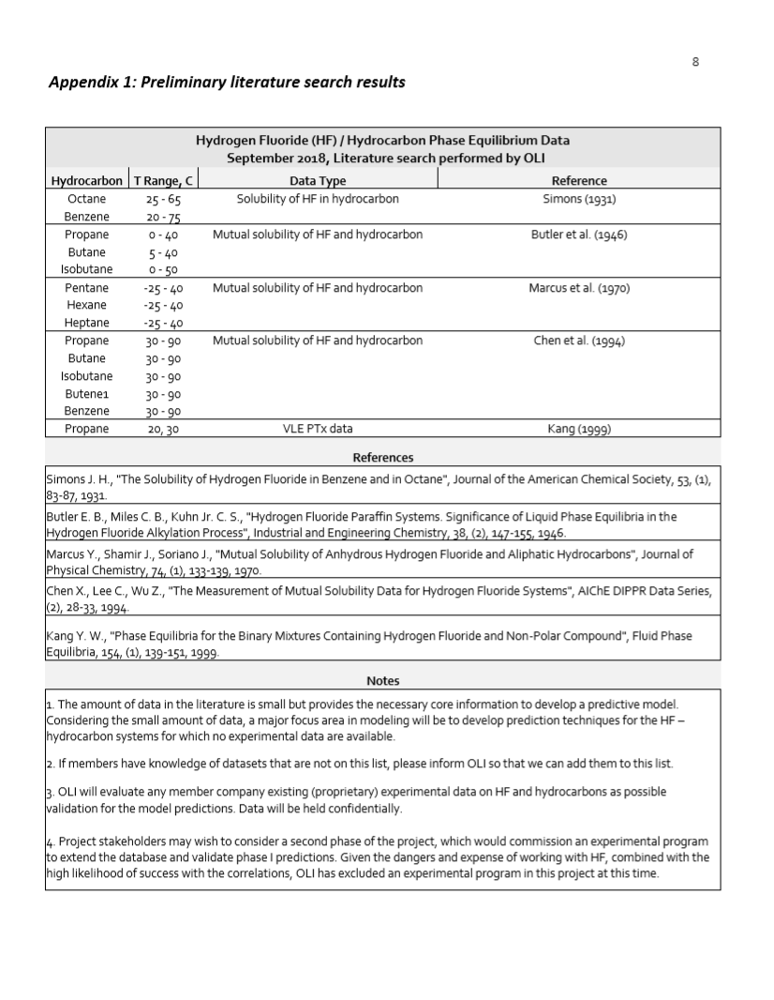 8
Appendix 1: Preliminary literature search results
Hydrogen Fluoride (HF) / Hydrocarbon Phase Equilibrium Data
September 2018, Literature search performed by OLI
Hydrocarbon T Range, C Data Type Reference
Octane 25 - 65 Solubility of HF in hydrocarbon Simons (1931)
Benzene 20 - 75
Propane 0 - 40 Mutual solubility of HF and hydrocarbon Butler et al. (1946)
Butane 5 - 40
Isobutane 0 - 50
Pentane -25 - 40 Mutual solubility of HF and hydrocarbon Marcus et al. (1970)
Hexane -25 - 40
Heptane -25 - 40
Propane 30 - 90 Mutual solubility of HF and hydrocarbon Chen et al. (1994)
Butane 30 - 90
Isobutane 30 - 90
Butene1 30 - 90
Benzene 30 - 90
Propane 20, 30 VLE PTx data Kang (1999)
References
Simons J. H., "The Solubility of Hydrogen Fluoride in Benzene and in Octane", Journal of the American Chemical Society, 53, (1),
83-87, 1931.
Butler E. B., Miles C. B., Kuhn Jr. C. S., "Hydrogen Fluoride Paraffin Systems. Significance of Liquid Phase Equilibria in the
Hydrogen Fluoride Alkylation Process", Industrial and Engineering Chemistry, 38, (2), 147-155, 1946.
Marcus Y., Shamir J., Soriano J., "Mutual Solubility of Anhydrous Hydrogen Fluoride and Aliphatic Hydrocarbons", Journal of
Physical Chemistry, 74, (1), 133-139, 1970.
Chen X., Lee C., Wu Z., "The Measurement of Mutual Solubility Data for Hydrogen Fluoride Systems", AIChE DIPPR Data Series,
(2), 28-33, 1994.
Kang Y. W., "Phase Equilibria for the Binary Mixtures Containing Hydrogen Fluoride and Non-Polar Compound", Fluid Phase
Equilibria, 154, (1), 139-151, 1999.
Notes
1. The amount of data in the literature is small but provides the necessary core information to develop a predictive model.
Considering the small amount of data, a major focus area in modeling will be to develop prediction techniques for the HF –
hydrocarbon systems for which no experimental data are available.
2. If members have knowledge of datasets that are not on this list, please inform OLI so that we can add them to this list.
3. OLI will evaluate any member company existing (proprietary) experimental data on HF and hydrocarbons as possible
validation for the model predictions. Data will be held confidentially.
4. Project stakeholders may wish to consider a second phase of the project, which would commission an experimental program
to extend the database and validate phase I predictions. Given the dangers and expense of working with HF, combined with the
high likelihood of success with the correlations, OLI has excluded an experimental program in this project at this time.